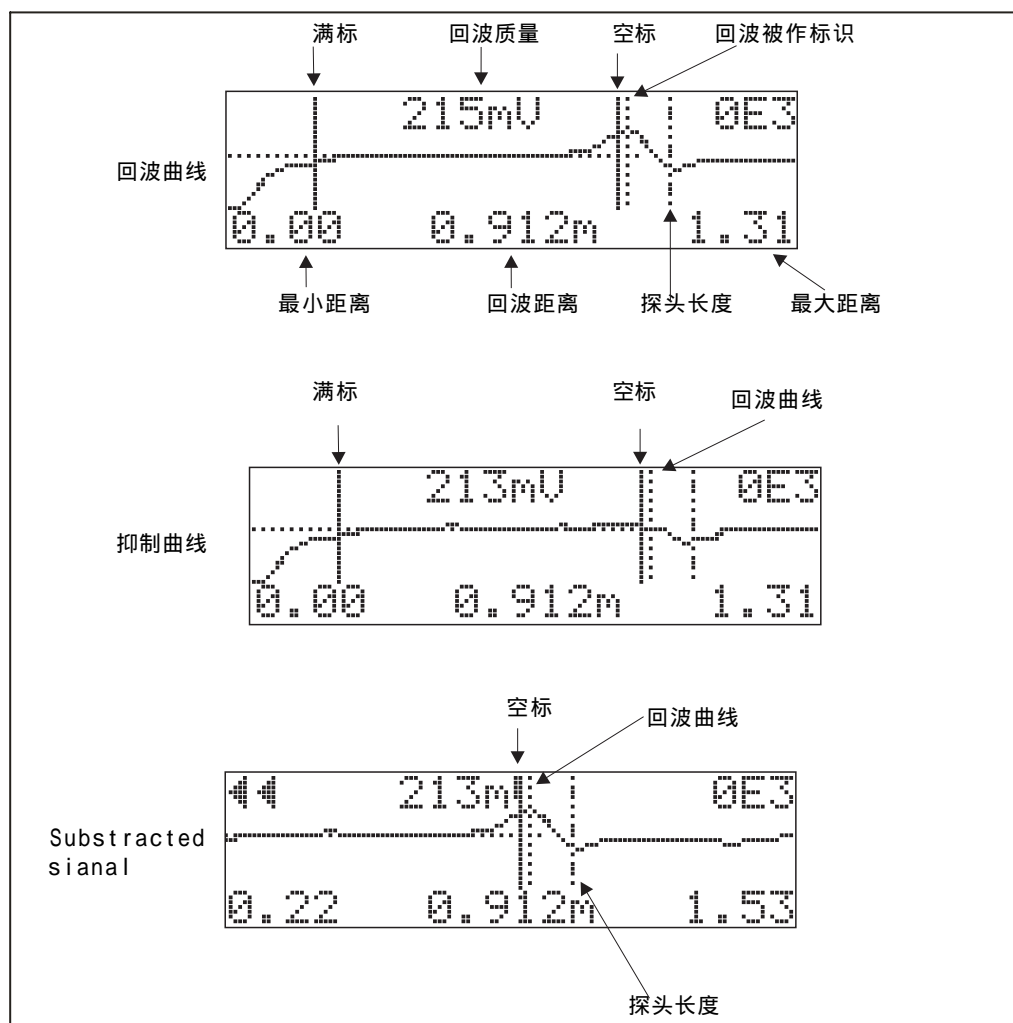 满标 回波质量 空标 回波被作标识
215mV 0E3
回波曲线
0.00 0.912m 1.31
最小距离 回波距离 探头长度 最大距离
满标 空标 回波曲线
213mV 0E3
抑制曲线
0.00 0.912m 1.31
空标 回波曲线
213m 0E3
Substracted
sianal
0.22 0.912m 1.53
探头长度